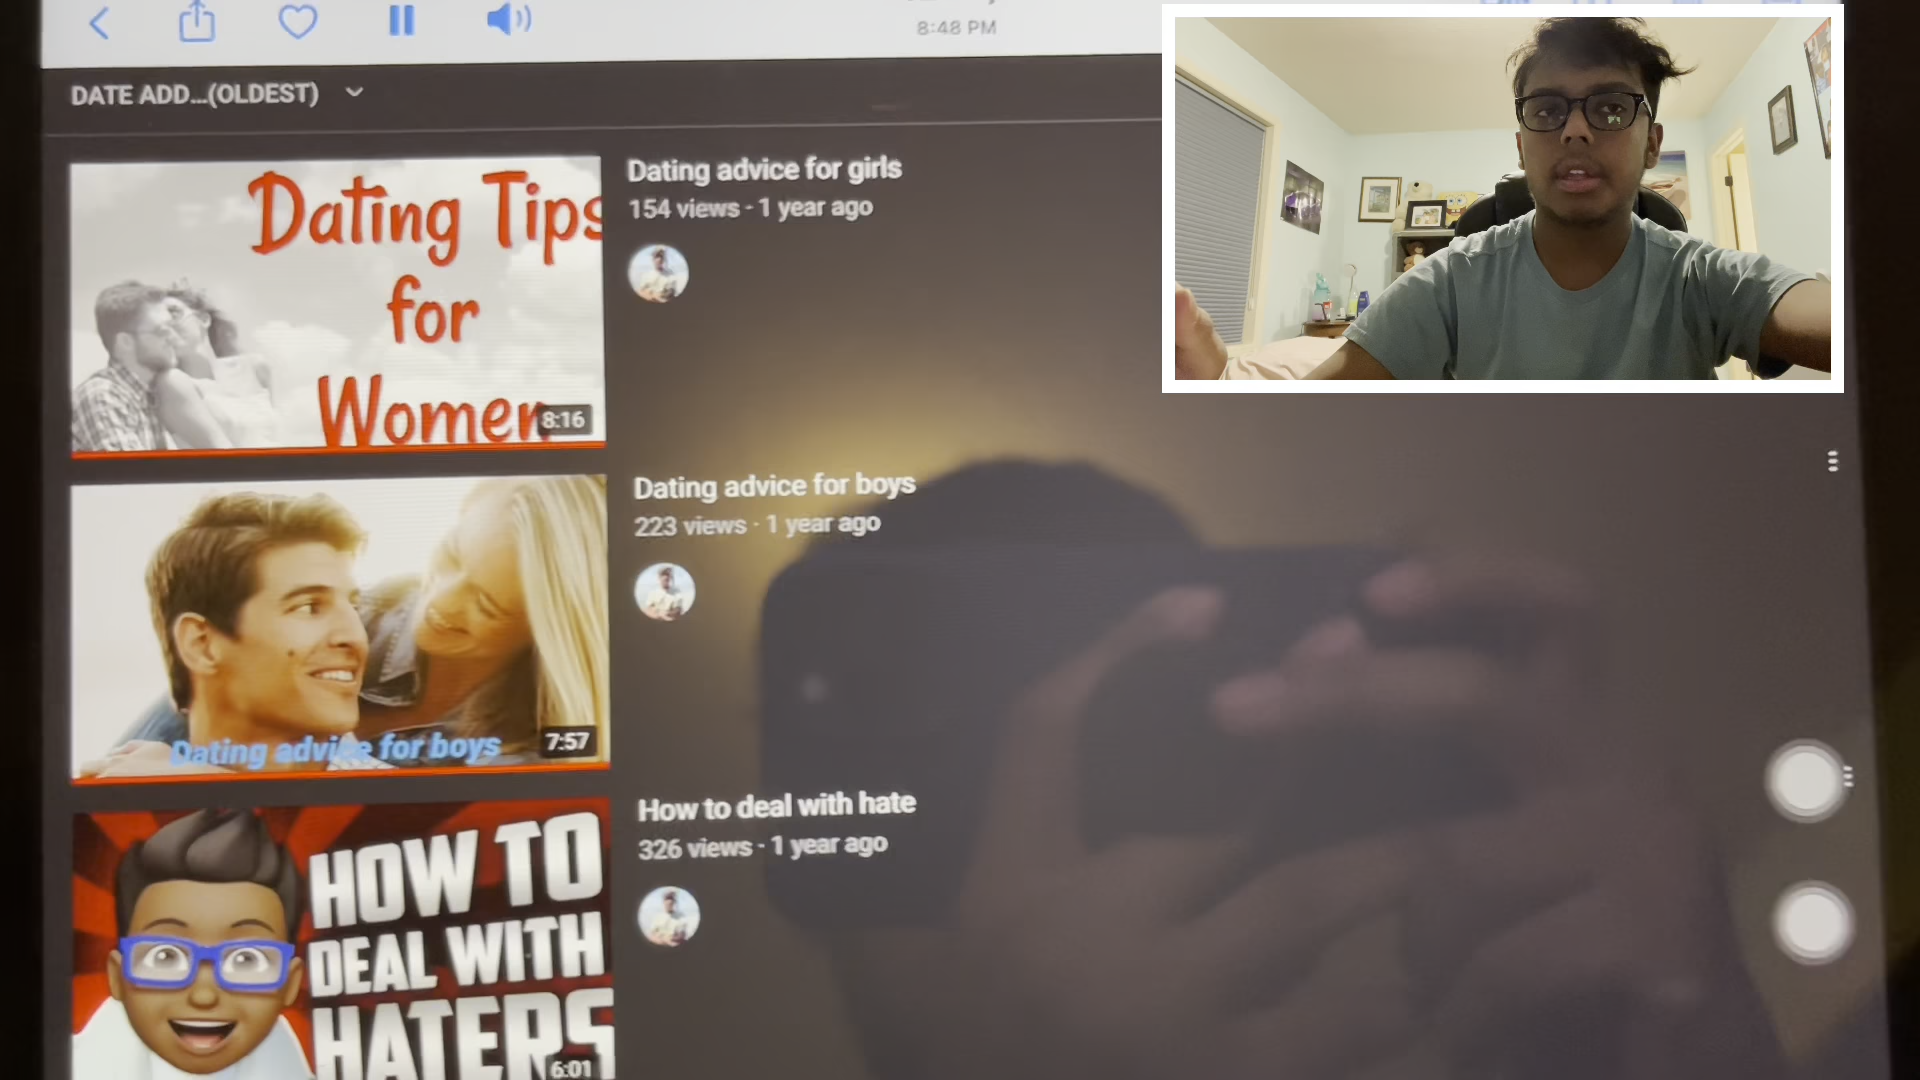 8:48 PM
DATE ADD...(OLDEST)
Dating Tips
for
Women
8:16
Dating advice for girls
154 views · 1 year ago
Dating advice for boys
7:57
Dating advice for boys
223 views · 1 year ago
HOW TO
DEAL WITH
HATERS
6:01
How to deal with hate
326 views · 1 year ago